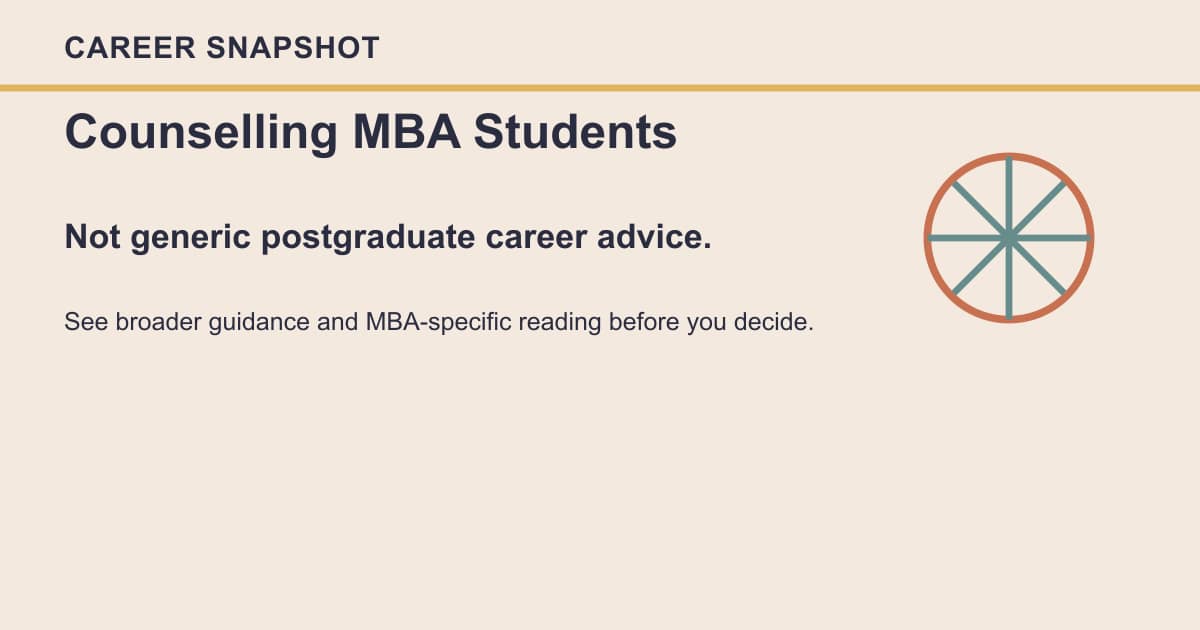 CAREER SNAPSHOT
Counselling MBA Students
Not generic postgraduate career advice.
See broader guidance and MBA-specific reading before you decide.